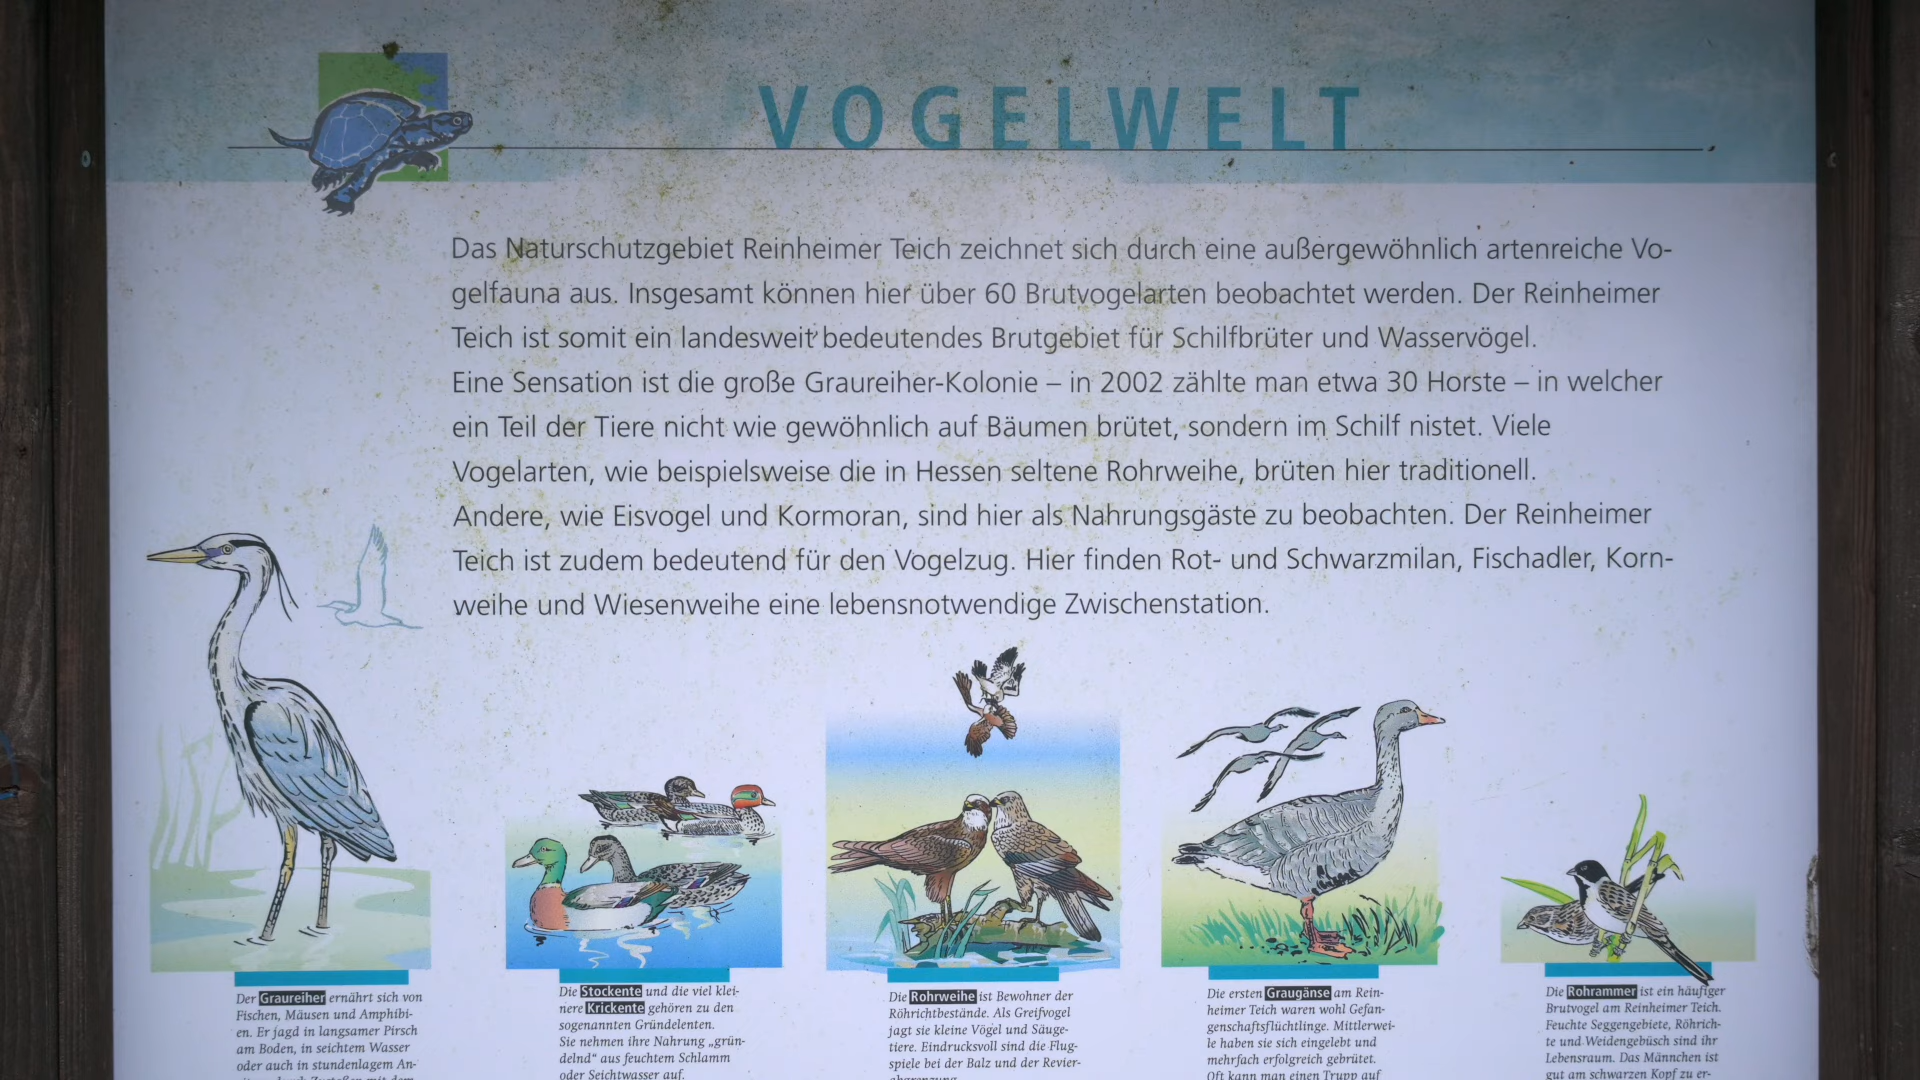 VOGELWELT
Das Naturschutzgebiet Reinheimer Teich zeichnet sich durch eine außergewöhnlich artenreiche Vo-
gelfauna aus. Insgesamt können hier über 60 Brutvogelarten beobachtet werden. Der Reinheimer
Teich ist somit ein landesweit bedeutendes Brutgebiet für Schilfbrüter und Wasservögel.
Eine Sensation ist die große Graureiher-Kolonie – in 2002 zählte man etwa 30 Horste – in welcher
ein Teil der Tiere nicht wie gewöhnlich auf Bäumen brütet, sondern im Schilf nistet. Viele
Vogelarten, wie beispielsweise die in Hessen seltene Rohrweihe, brüten hier traditionell.
Andere, wie Eisvogel und Kormoran, sind hier als Nahrungsgäste zu beobachten. Der Reinheimer
Teich ist zudem bedeutend für den Vogelzug. Hier finden Rot- und Schwarzmilan, Fischadler, Korn-
weihe und Wiesenweihe eine lebensnotwendige Zwischenstation.
Der Graureiher ernährt sich von
Fischen, Mäusen und Amphibi-
en. Er jagd in langsamer Pirsch
am Boden, in seichtem Wasser
oder auch in stundenlagem An-
Die Stockente und die viel klei-
nere Krickente gehören zu den
sogenannten Gründelenten.
Sie nehmen ihre Nahrung „grün-
delnd“ aus feuchtem Schlamm
oder Seichtwasser auf.
Die Rohrweihe ist Bewohner der
Röhrichtbestände. Als Greifvogel
jagt sie kleine Vögel und Säuge-
tiere. Eindrucksvoll sind die Flug-
spiele bei der Balz und der Revier-
Die ersten Graugänse am Rein-
heimer Teich waren wohl Gefan-
genschaftsflüchtlinge. Mittlerwei-
le haben sie sich eingelebt und
mehrfach erfolgreich gebrütet.
Oft kann man einen Trupp auf
Die Rohrammer ist ein häufiger
Brutvogel am Reinheimer Teich.
Feuchte Seggengebiete, Röhrich-
te und Weidengebüsch sind ihr
Lebensraum. Das Männchen ist
gut am schwarzen Kopf zu er-